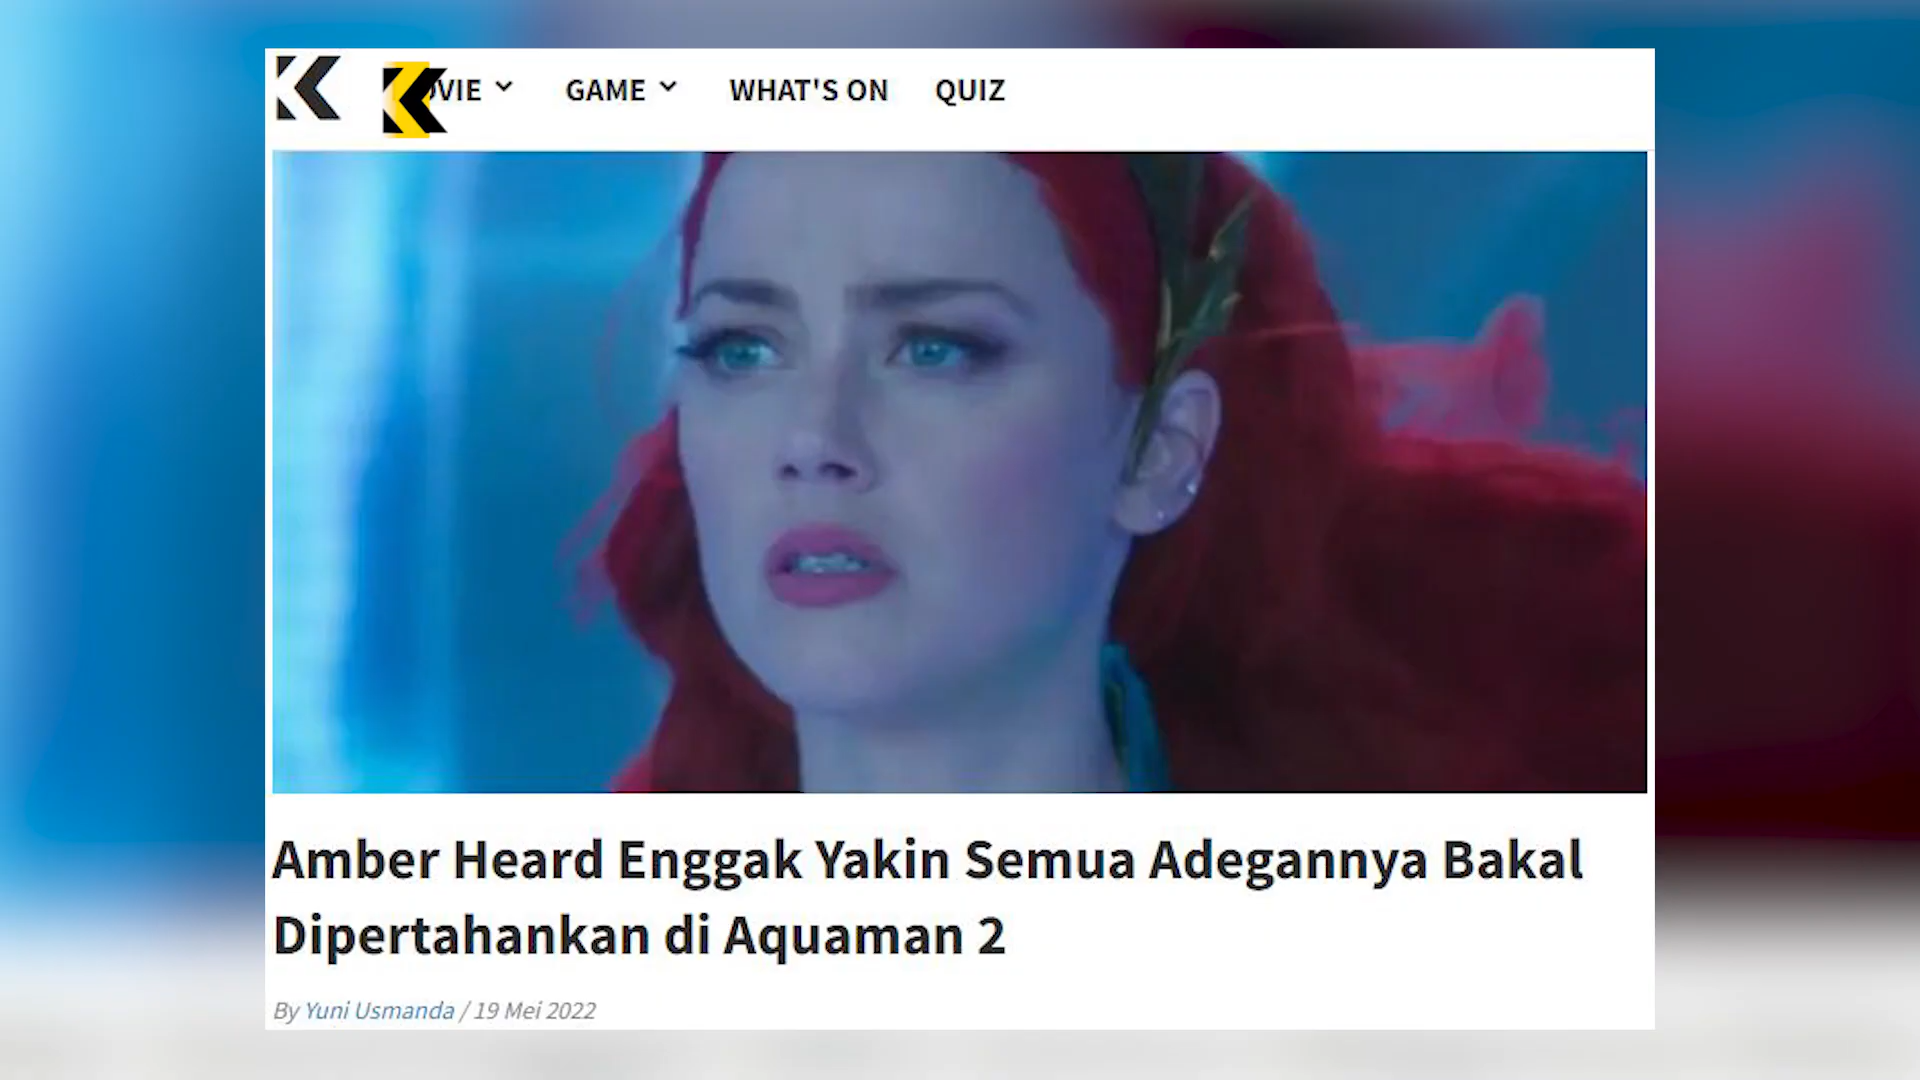 VIE GAME WHAT'S ON QUIZ
Amber Heard Enggak Yakin Semua Adegannya Bakal
Dipertahankan di Aquaman 2
By Yuni Usmanda / 19 Mei 2022